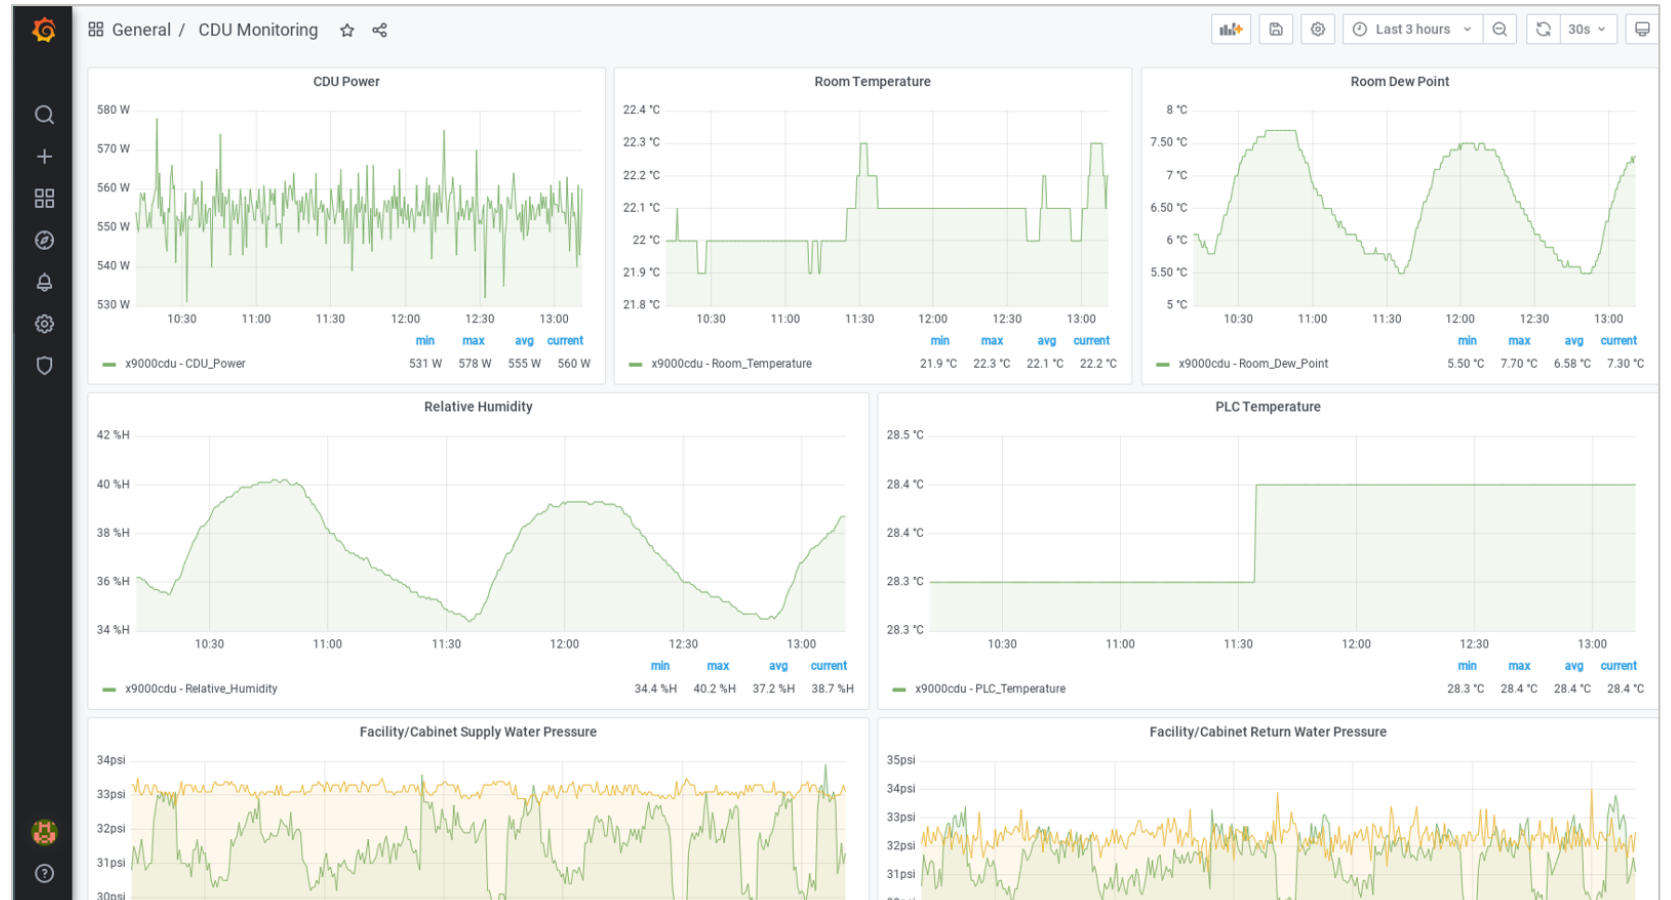 General / CDU Monitoring
Last 3 hours
30s
CDU Power
580 W
570 W
560 W
550 W
540 W
530 W
10:30 11:00 11:30 12:00 12:30 13:00
min max avg current
x9000cdu - CDU_Power 531 W 578 W 555 W 560 W
Room Temperature
22.4 °C
22.3 °C
22.2 °C
22.1 °C
22 °C
21.9 °C
21.8 °C
10:30 11:00 11:30 12:00 12:30 13:00
min max avg current
x9000cdu - Room_Temperature 21.9 °C 22.3 °C 22.1 °C 22.2 °C
Room Dew Point
8 °C
7.50 °C
7 °C
6.50 °C
6 °C
5.50 °C
5 °C
10:30 11:00 11:30 12:00 12:30 13:00
min max avg current
x9000cdu - Room_Dew_Point 5.50 °C 7.70 °C 6.58 °C 7.30 °C
Relative Humidity
42 %H
40 %H
38 %H
36 %H
34 %H
10:30 11:00 11:30 12:00 12:30 13:00
min max avg current
x9000cdu - Relative_Humidity 34.4 %H 40.2 %H 37.2 %H 38.7 %H
PLC Temperature
28.5 °C
28.4 °C
28.4 °C
28.3 °C
28.3 °C
10:30 11:00 11:30 12:00 12:30 13:00
min max avg current
x9000cdu - PLC_Temperature 28.3 °C 28.4 °C 28.4 °C 28.4 °C
Facility/Cabinet Supply Water Pressure
34psi
33psi
32psi
31psi
30psi
Facility/Cabinet Return Water Pressure
35psi
34psi
33psi
32psi
31psi